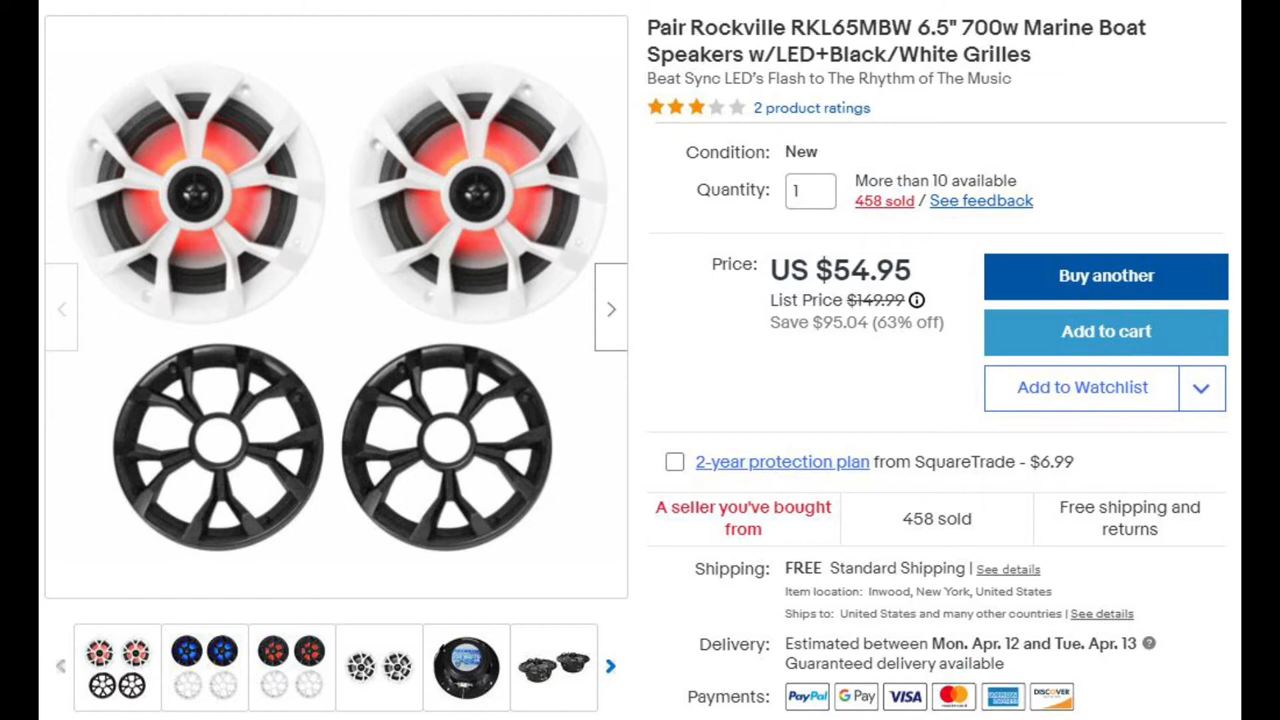 Pair Rockville RKL65MBW 6.5" 700w Marine Boat
Speakers w/LED+Black/White Grilles
Beat Sync LED's Flash to The Rhythm of The Music
2 product ratings
Condition: New
Quantity: 1
More than 10 available
458 sold / See feedback
Price: US $54.95
List Price $149.99
Save $95.04 (63% off)
Buy another
Add to cart
Add to Watchlist
2-year protection plan from SquareTrade - $6.99
A seller you've bought
from
458 sold
Free shipping and
returns
Shipping: FREE Standard Shipping | See details
Item location: Inwood, New York, United States
Ships to: United States and many other countries | See details
Delivery: Estimated between Mon. Apr. 12 and Tue. Apr. 13
Guaranteed delivery available
Payments: PayPal G Pay VISA mastercard DISCOVER